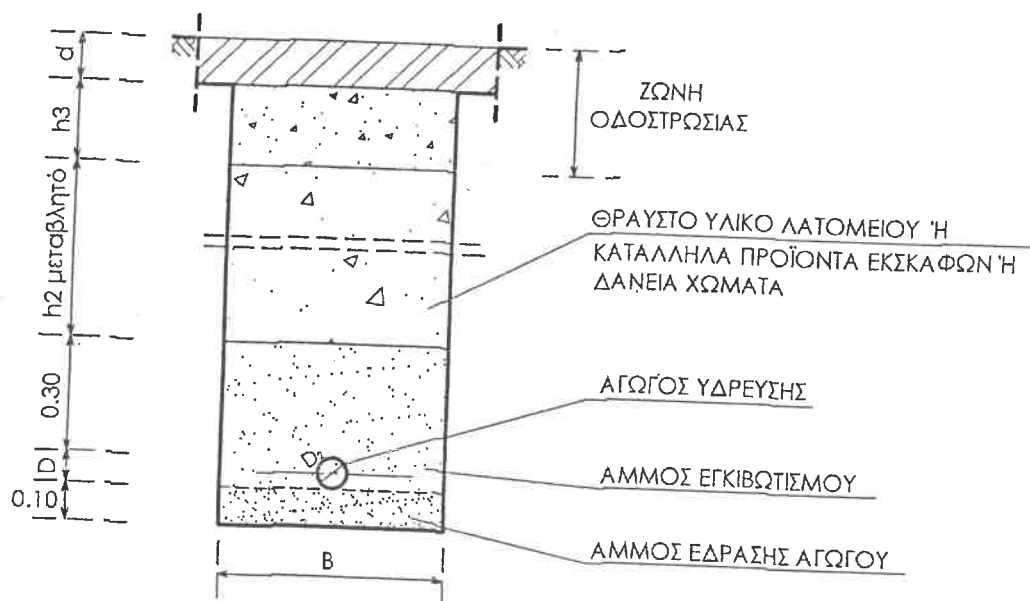 d
h3
h2 μεταβλητό
0.30
D
0.10
ΖΩΝΗ
ΟΔΟΣΤΡΩΣΙΑΣ
ΘΡΑΥΣΤΟ ΥΛΙΚΟ ΛΑΤΟΜΕΙΟΥ Ή
ΚΑΤΑΛΛΗΛΑ ΠΡΟΪΟΝΤΑ ΕΚΣΚΑΦΩΝ Ή
ΔΑΝΕΙΑ ΧΩΜΑΤΑ
ΑΓΩΓΟΣ ΥΔΡΕΥΣΗΣ
D2
ΑΜΜΟΣ ΕΓΚΙΒΩΤΙΣΜΟΥ
ΑΜΜΟΣ ΕΔΡΑΣΗΣ ΑΓΩΓΟΥ
B